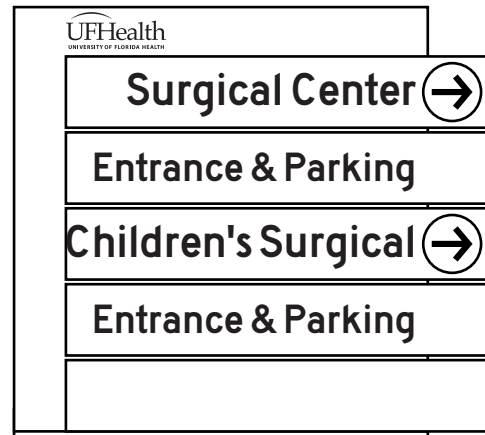 UFHealth
UNIVERSITY OF FLORIDA HEALTH
Surgical Center
Entrance & Parking
Children's Surgical
Entrance & Parking